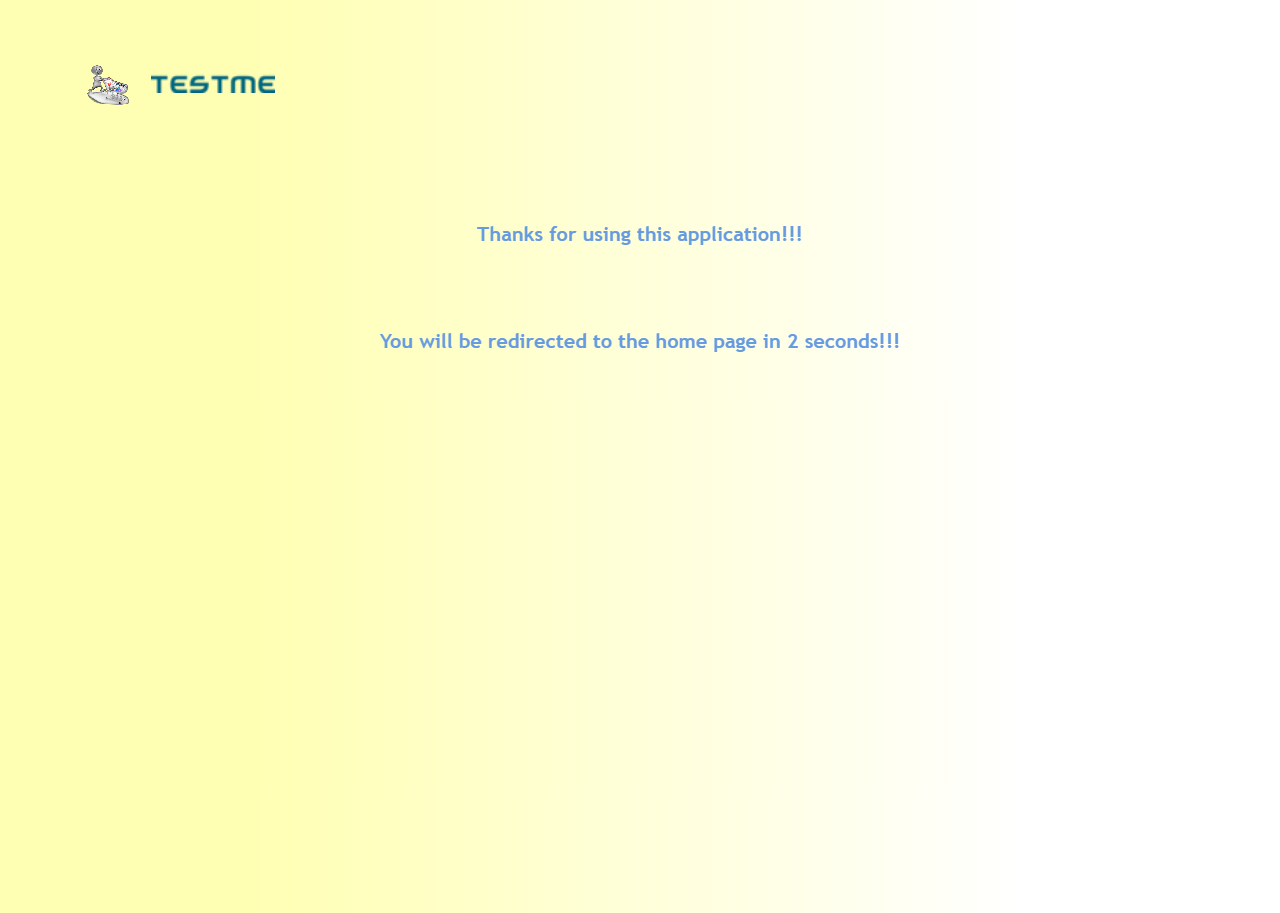 TESTME
Thanks for using this application!!!
You will be redirected to the home page in 2 seconds!!!